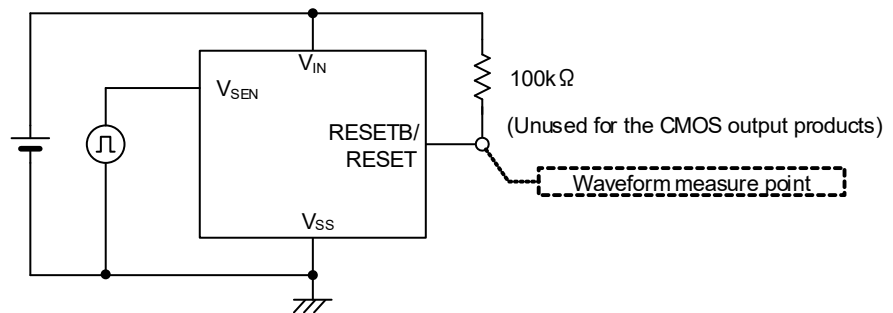 V_IN
V_SEN
100kΩ
(Unused for the CMOS output products)
RESETB/
RESET
Waveform measure point
V_SS